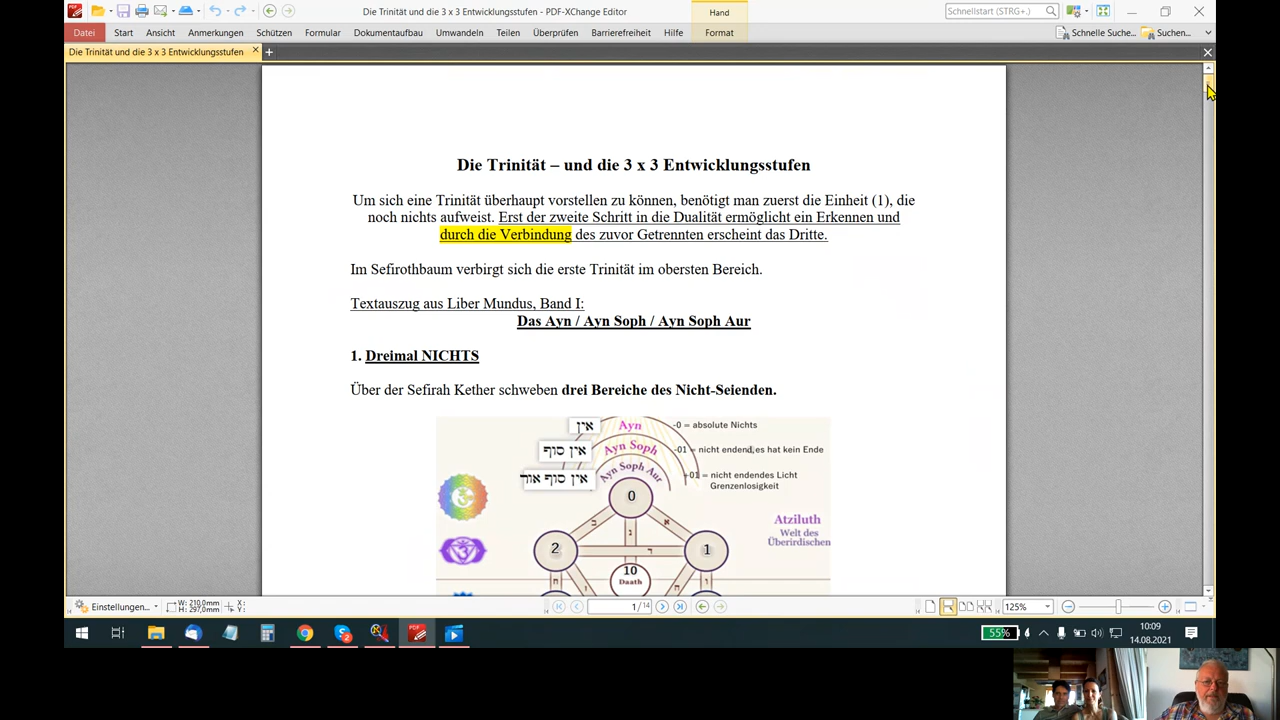 Die Trinität und die 3 x 3 Entwicklungsstufen - PDF-XChange Editor
Hand
Schnellstart (STRG+.)
Datei Start Ansicht Anmerkungen Schützen Formular Dokumentaufbau Umwandeln Teilen Überprüfen Barrierefreiheit Hilfe Format Schnelle Suche... Suchen...
Die Trinität und die 3 x 3 Entwicklungsstufen
Die Trinität – und die 3 x 3 Entwicklungsstufen
Um sich eine Trinität überhaupt vorstellen zu können, benötigt man zuerst die Einheit (1), die
noch nichts aufweist. Erst der zweite Schritt in die Dualität ermöglicht ein Erkennen und
durch die Verbindung des zuvor Getrennten erscheint das Dritte.
Im Sefirothbaum verbirgt sich die erste Trinität im obersten Bereich.
Textauszug aus Liber Mundus, Band I:
Das Ayn / Ayn Soph / Ayn Soph Aur
1. Dreimal NICHTS
Über der Sefirah Kether schweben drei Bereiche des Nicht-Seienden.
אין Ayn -0 = absolute Nichts
אין סוף Ayn Soph -01 = nicht endend, es hat kein Ende
אין סוף אור Ayn Soph Aur +01 = nicht endendes Licht
Grenzenlosigkeit
0
ב ג א
Atziluth
Welt des
Überirdischen
2 ד 1
10
Daath
ח ז ה ו
Einstellungen... W: 210,0mm X:
H: 297,0mm Y:
1 / 14
125%
55%
10:09
14.08.2021